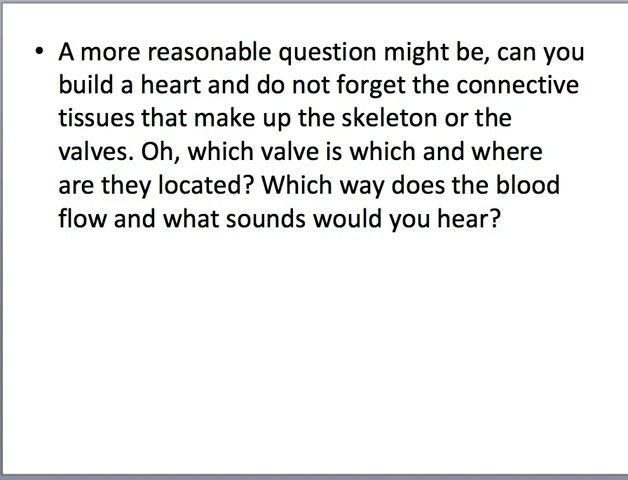 • A more reasonable question might be, can you
build a heart and do not forget the connective
tissues that make up the skeleton or the
valves. Oh, which valve is which and where
are they located? Which way does the blood
flow and what sounds would you hear?